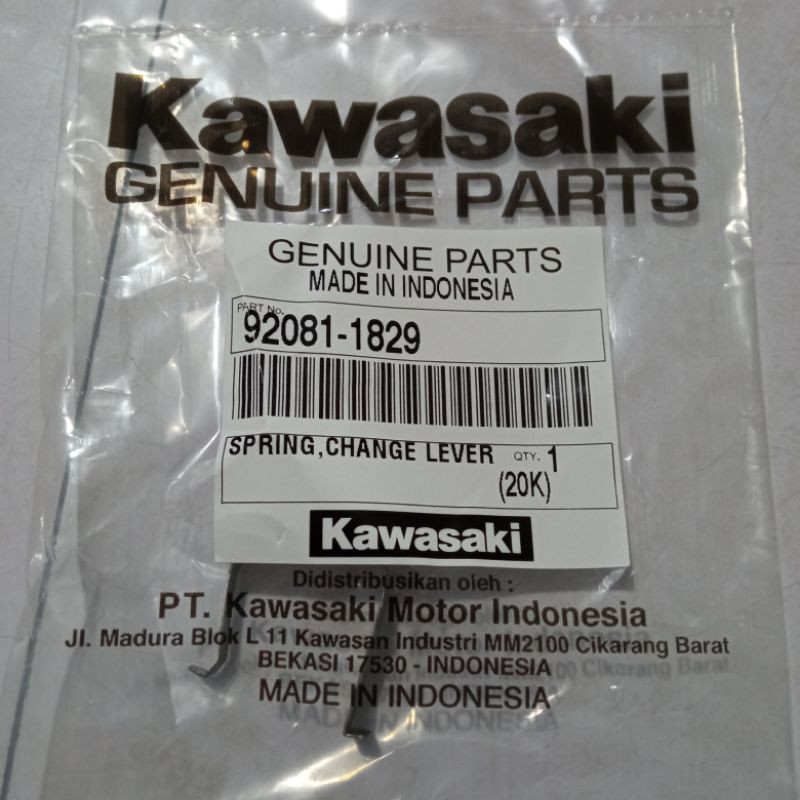 Kawasaki
GENUINE PARTS
GENUINE PARTS
MADE IN INDONESIA
PART No.
92081-1829
SPRING,CHANGE LEVER QTY. 1
(20K)
Kawasaki
Didistribusikan oleh :
PT. Kawasaki Motor Indonesia
Jl. Madura Blok L 11 Kawasan Industri MM2100 Cikarang Barat
BEKASI 17530 - INDONESIA
MADE IN INDONESIA